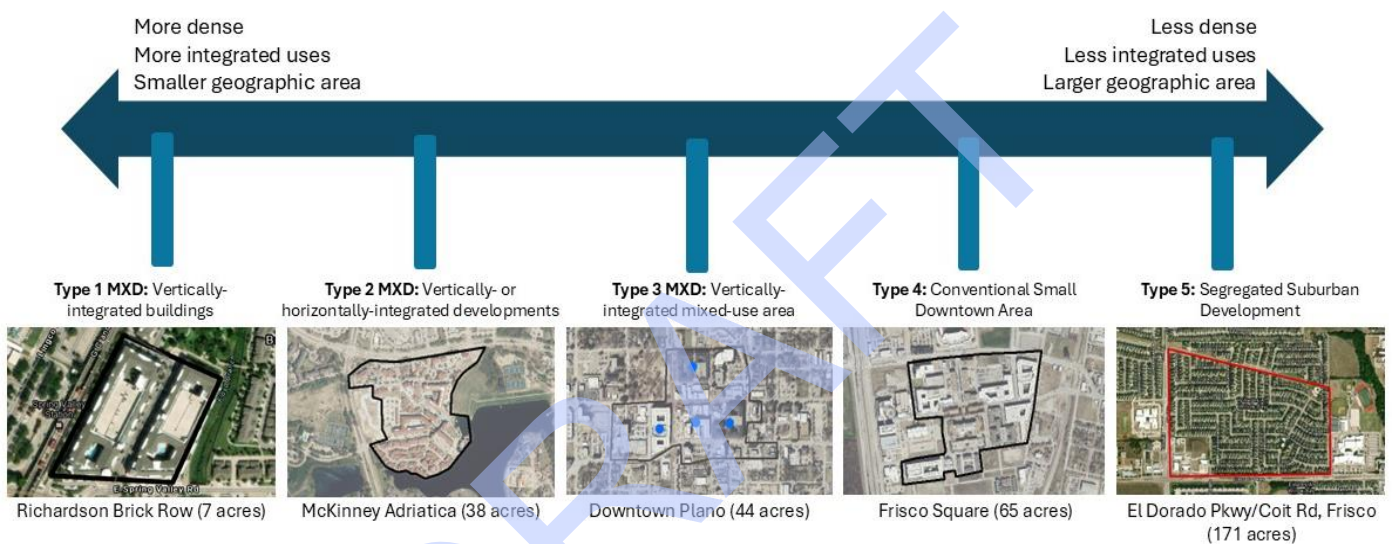 More dense
More integrated uses
Smaller geographic area
Less dense
Less integrated uses
Larger geographic area
Type 1 MXD: Vertically-
integrated buildings
Type 2 MXD: Vertically- or
horizontally-integrated developments
Type 3 MXD: Vertically-
integrated mixed-use area
Type 4: Conventional Small
Downtown Area
Type 5: Segregated Suburban
Development
E Spring Valley Rd
Richardson Brick Row (7 acres)
McKinney Adriatica (38 acres)
Downtown Plano (44 acres)
Frisco Square (65 acres)
El Dorado Pkwy/Coit Rd, Frisco
(171 acres)
DRAFT